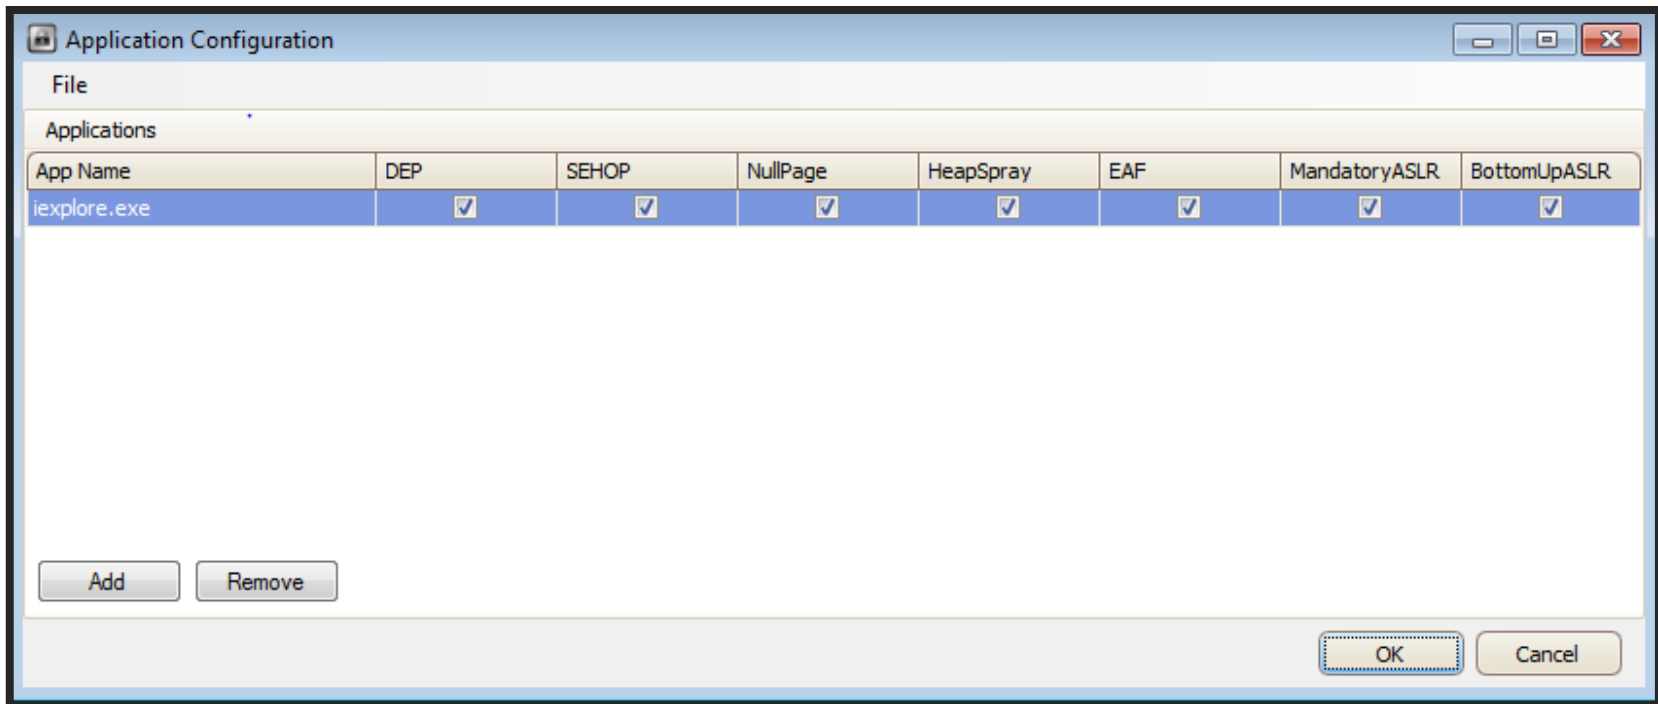 Application Configuration
File
Applications
App Name DEP SEHOP NullPage HeapSpray EAF MandatoryASLR BottomUpASLR
iexplore.exe
Add Remove
OK Cancel